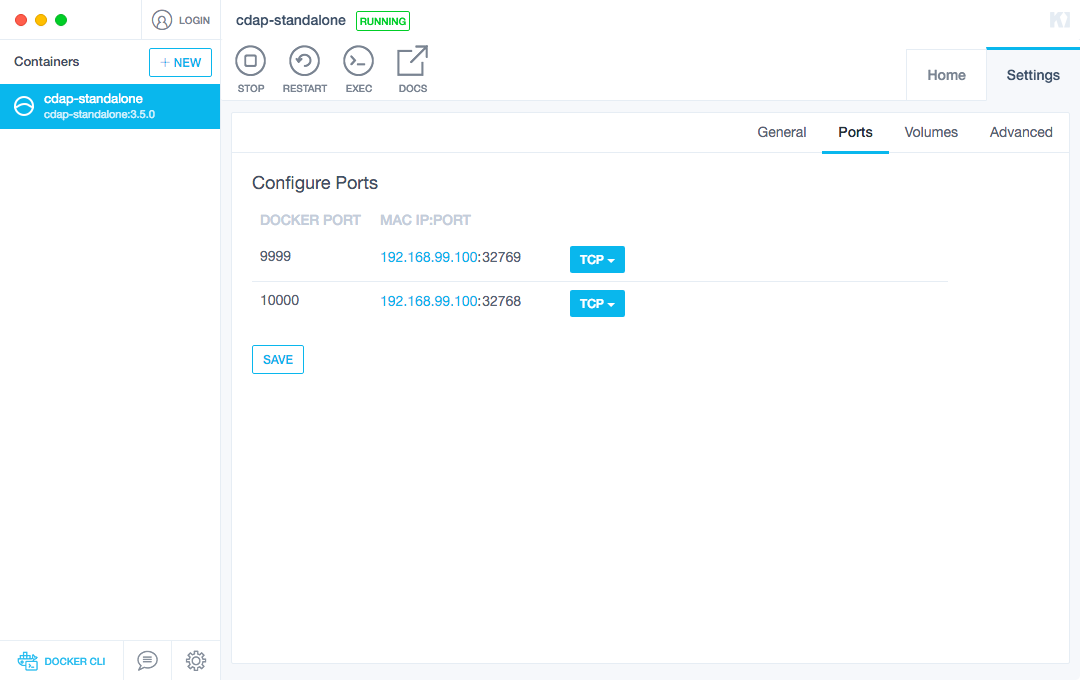 LOGIN
Containers
+ NEW
cdap-standalone
cdap-standalone:3.5.0
cdap-standalone RUNNING
STOP RESTART EXEC DOCS
Home Settings
General Ports Volumes Advanced
Configure Ports
DOCKER PORT MAC IP:PORT
9999 192.168.99.100:32769 TCP
10000 192.168.99.100:32768 TCP
SAVE
DOCKER CLI